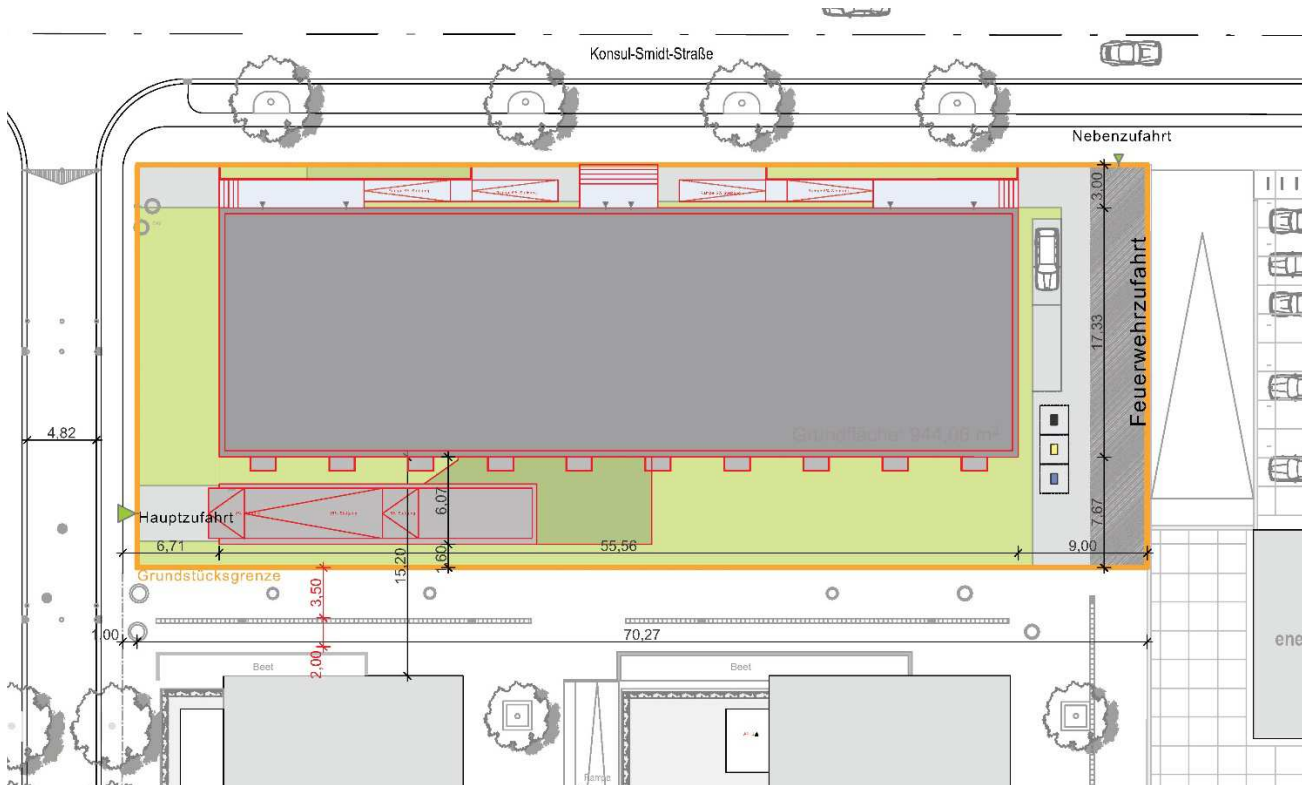 Konsul-Smidt-Straße
Nebenzufahrt
3,00
17,33
Feuerwehrzufahrt
4,82
Grundfläche: 944,06 m²
6,07
7,67
Hauptzufahrt
6,71
55,56
9,00
1,60
15,20
Grundstücksgrenze
3,50
1,00
70,27
2,00
Beet
Beet
ene
Rampe